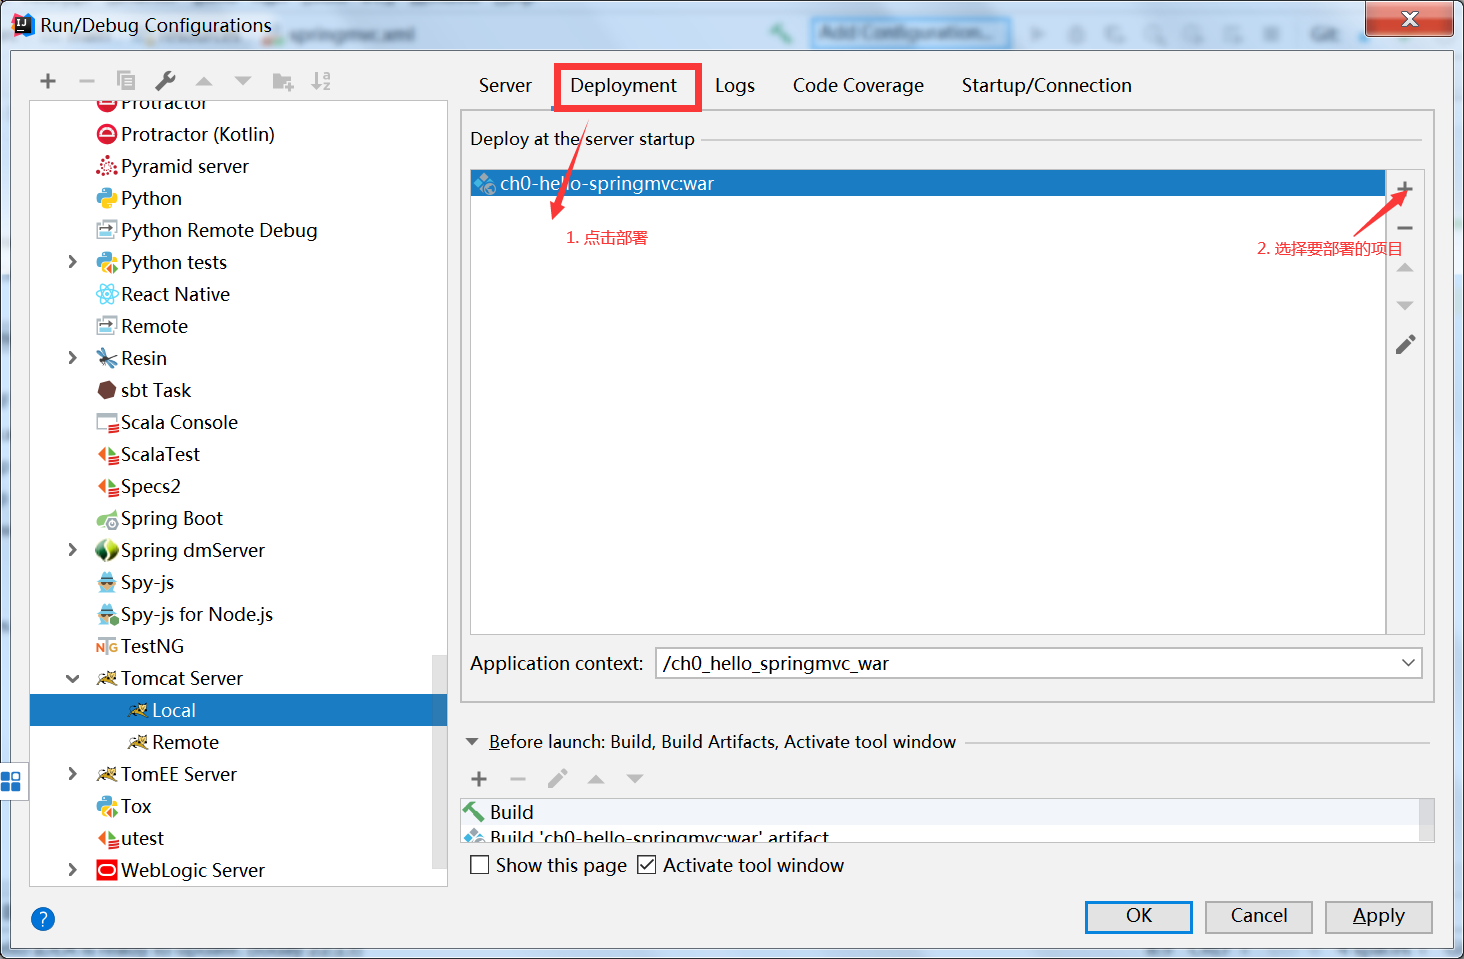 Run/Debug Configurations
springmvc.xml
Add Configuration...
Git:
Protractor
Protractor (Kotlin)
Pyramid server
Python
Python Remote Debug
Python tests
React Native
Remote
Resin
sbt Task
Scala Console
ScalaTest
Specs2
Spring Boot
Spring dmServer
Spy-js
Spy-js for Node.js
TestNG
Tomcat Server
Local
Remote
TomEE Server
Tox
utest
WebLogic Server
Server
Deployment
Logs
Code Coverage
Startup/Connection
Deploy at the server startup
ch0-hello-springmvc:war
1. 点击部署
2. 选择要部署的项目
Application context:
/ch0_hello_springmvc_war
Before launch: Build, Build Artifacts, Activate tool window
Build
Build 'ch0-hello-springmvc:war' artifact
Show this page
Activate tool window
?
OK
Cancel
Apply